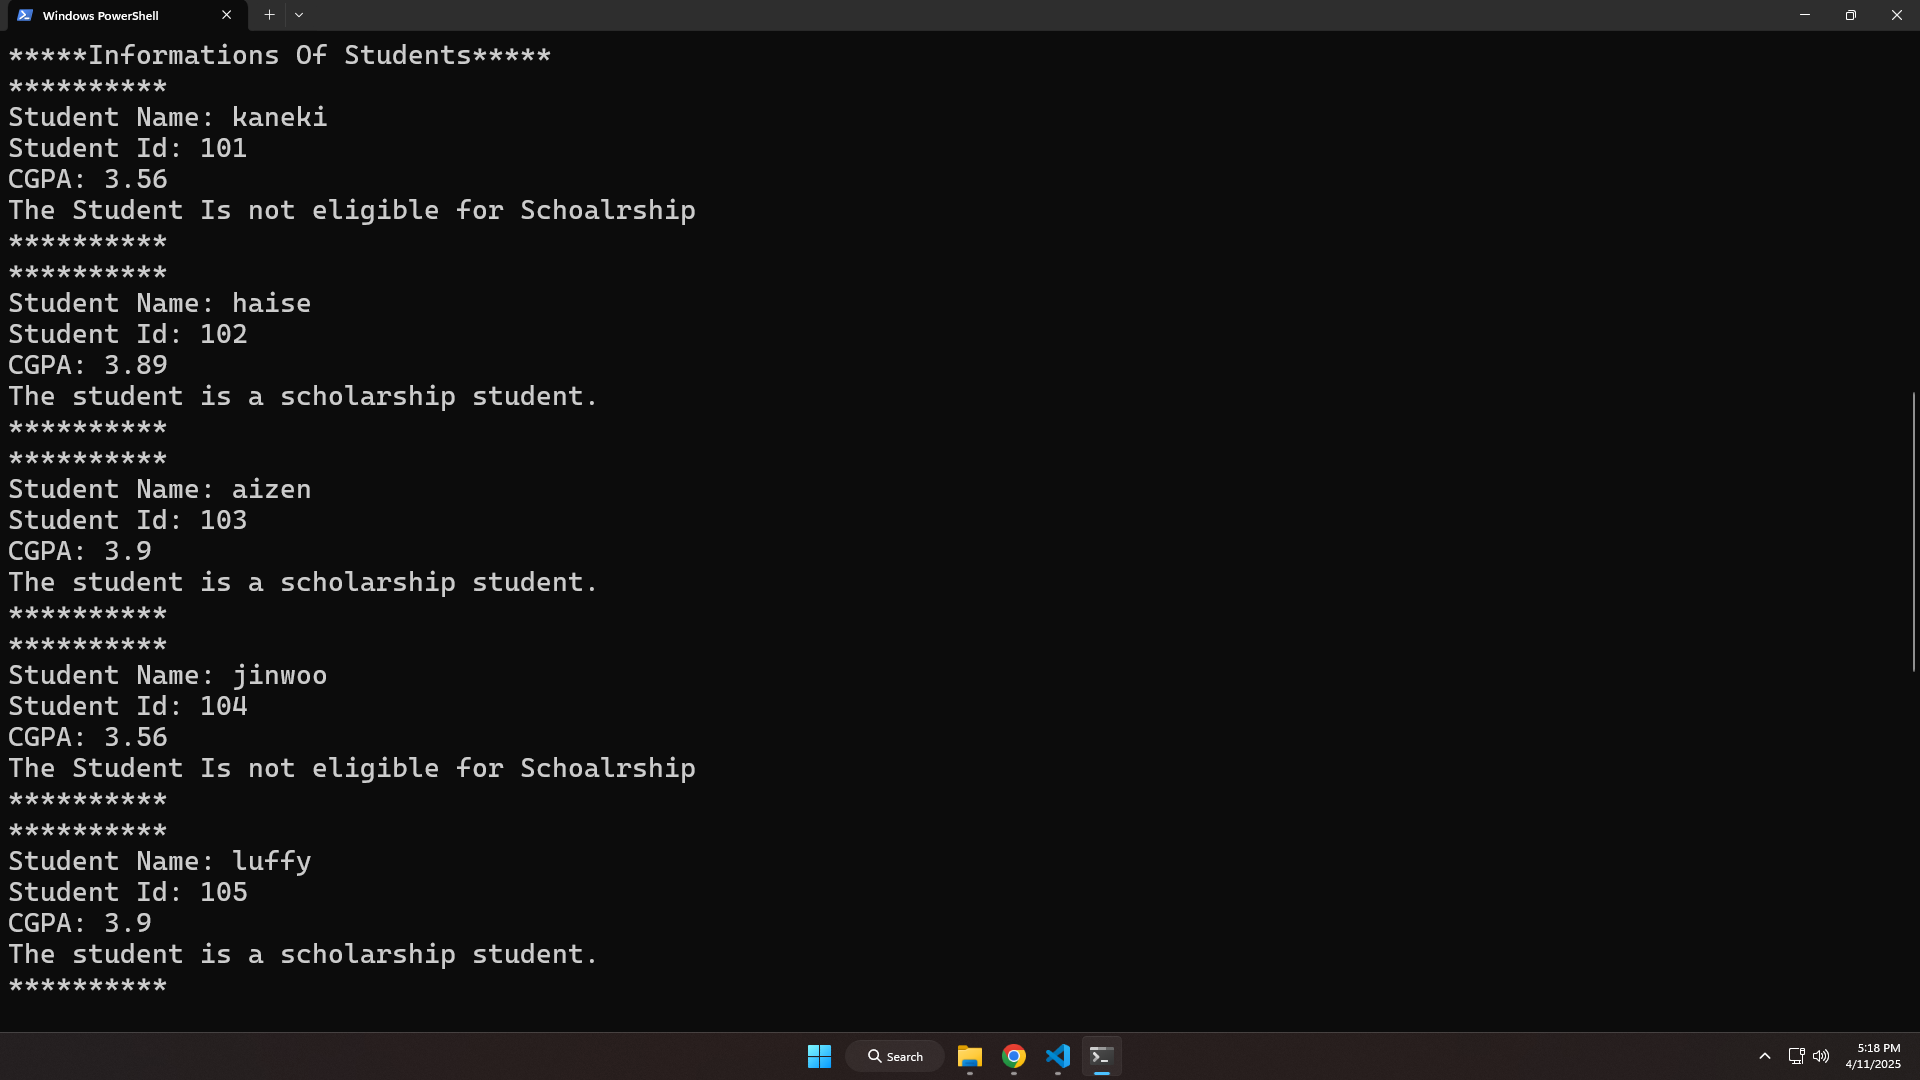 Windows PowerShell
*****Informations Of Students*****
**********
Student Name: kaneki
Student Id: 101
CGPA: 3.56
The Student Is not eligible for Schoalrship
**********
**********
Student Name: haise
Student Id: 102
CGPA: 3.89
The student is a scholarship student.
**********
**********
Student Name: aizen
Student Id: 103
CGPA: 3.9
The student is a scholarship student.
**********
**********
Student Name: jinwoo
Student Id: 104
CGPA: 3.56
The Student Is not eligible for Schoalrship
**********
**********
Student Name: luffy
Student Id: 105
CGPA: 3.9
The student is a scholarship student.
**********
Search
5:18 PM
4/11/2025